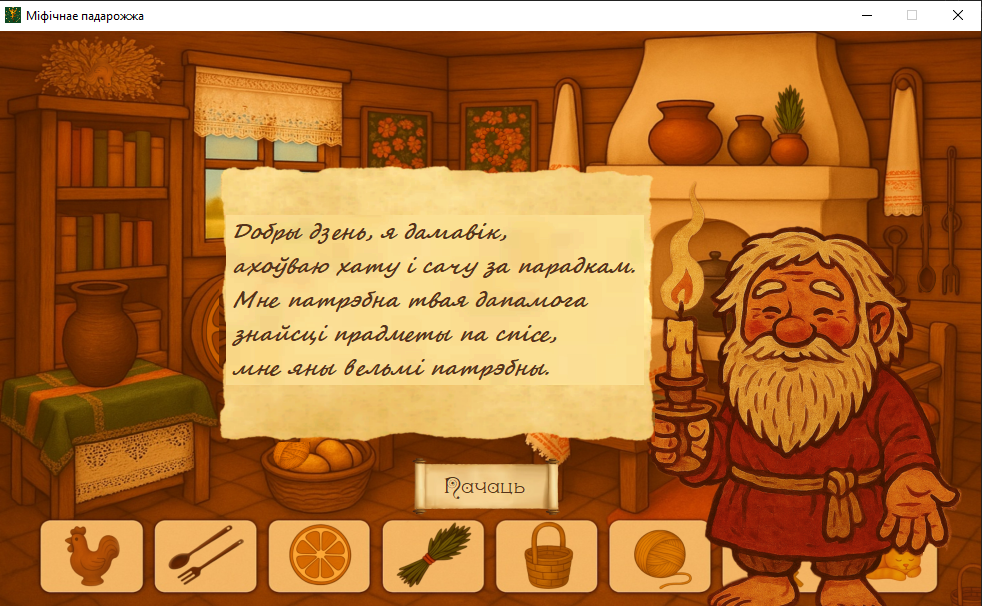 Міфічнае падарожжа
Добры дзень, я дамавік,
ахоўваю хату і сачу за парадкам.
Мне патрэбна твая дапамога
знайсці прадметы па спісе,
мне яны вельмі патрэбны.
Пачаць